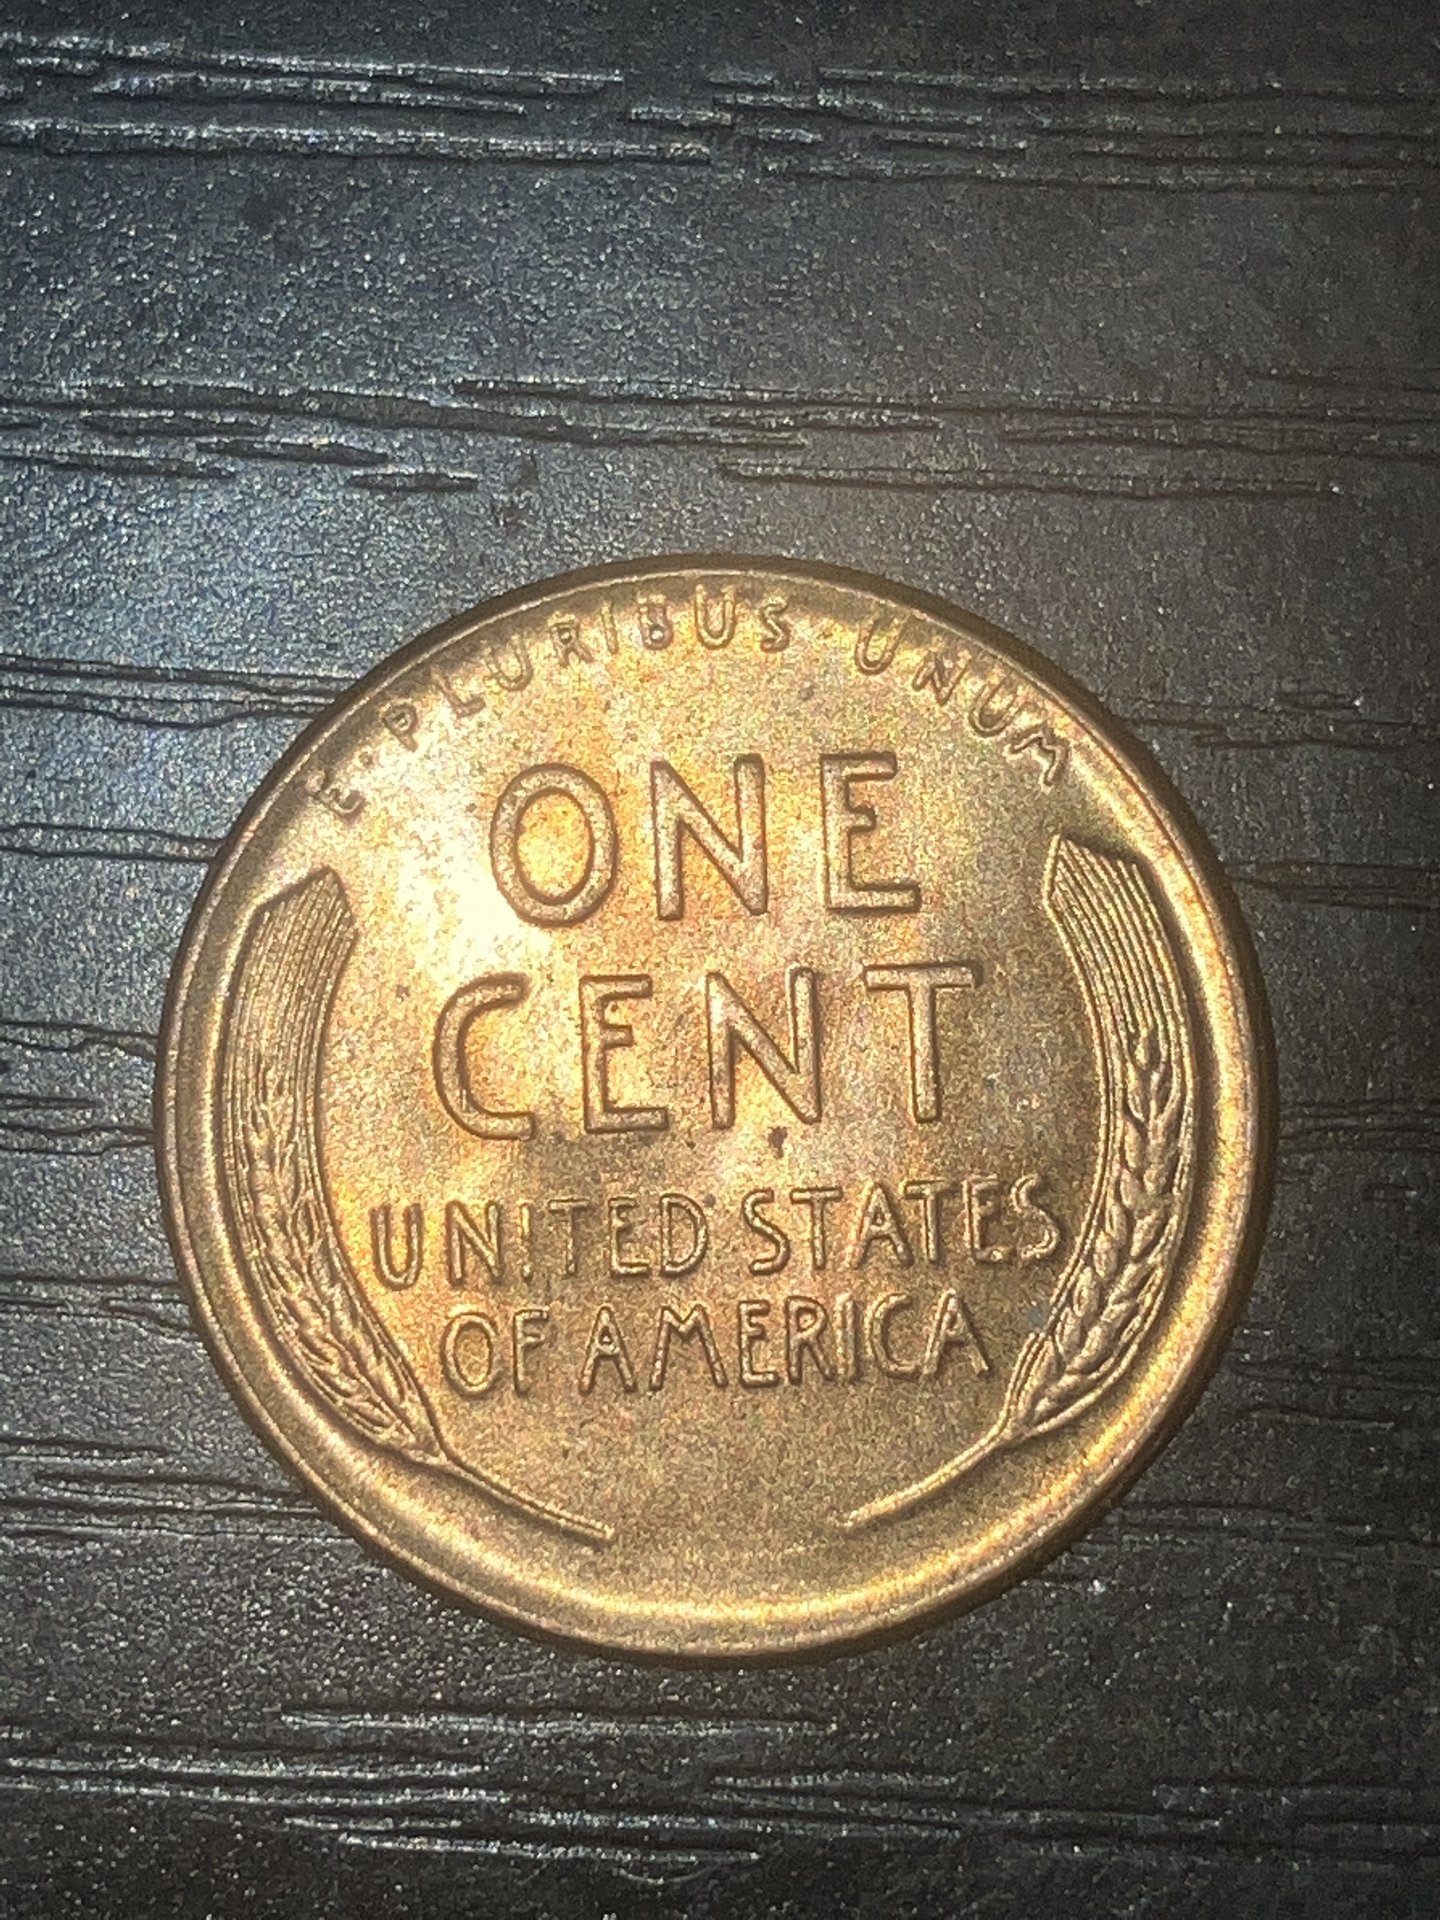 E·PLURIBUS·UNUM
ONE
CENT
UNITED STATES
OF AMERICA